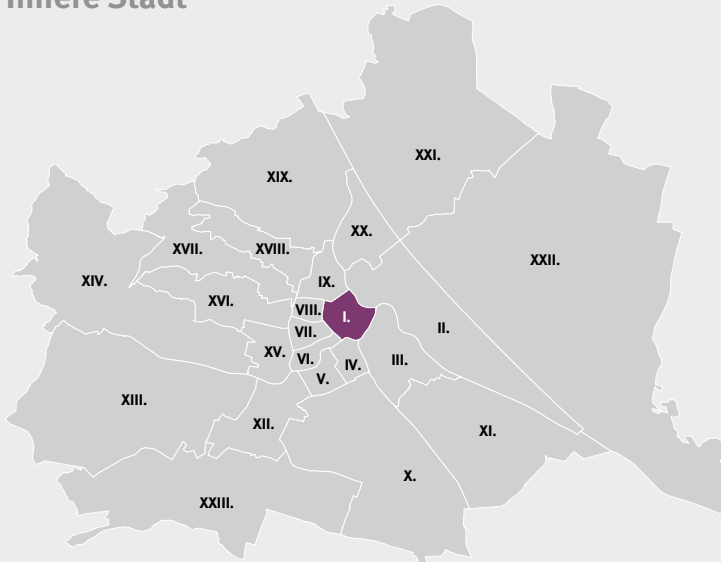 Innere Stadt
XXI.
XIX.
XX.
XVII.
XVIII.
XXII.
XIV.
IX.
XVI.
VIII.
I.
II.
VII.
XV.
VI.
IV.
III.
V.
XIII.
XII.
XI.
X.
XXIII.